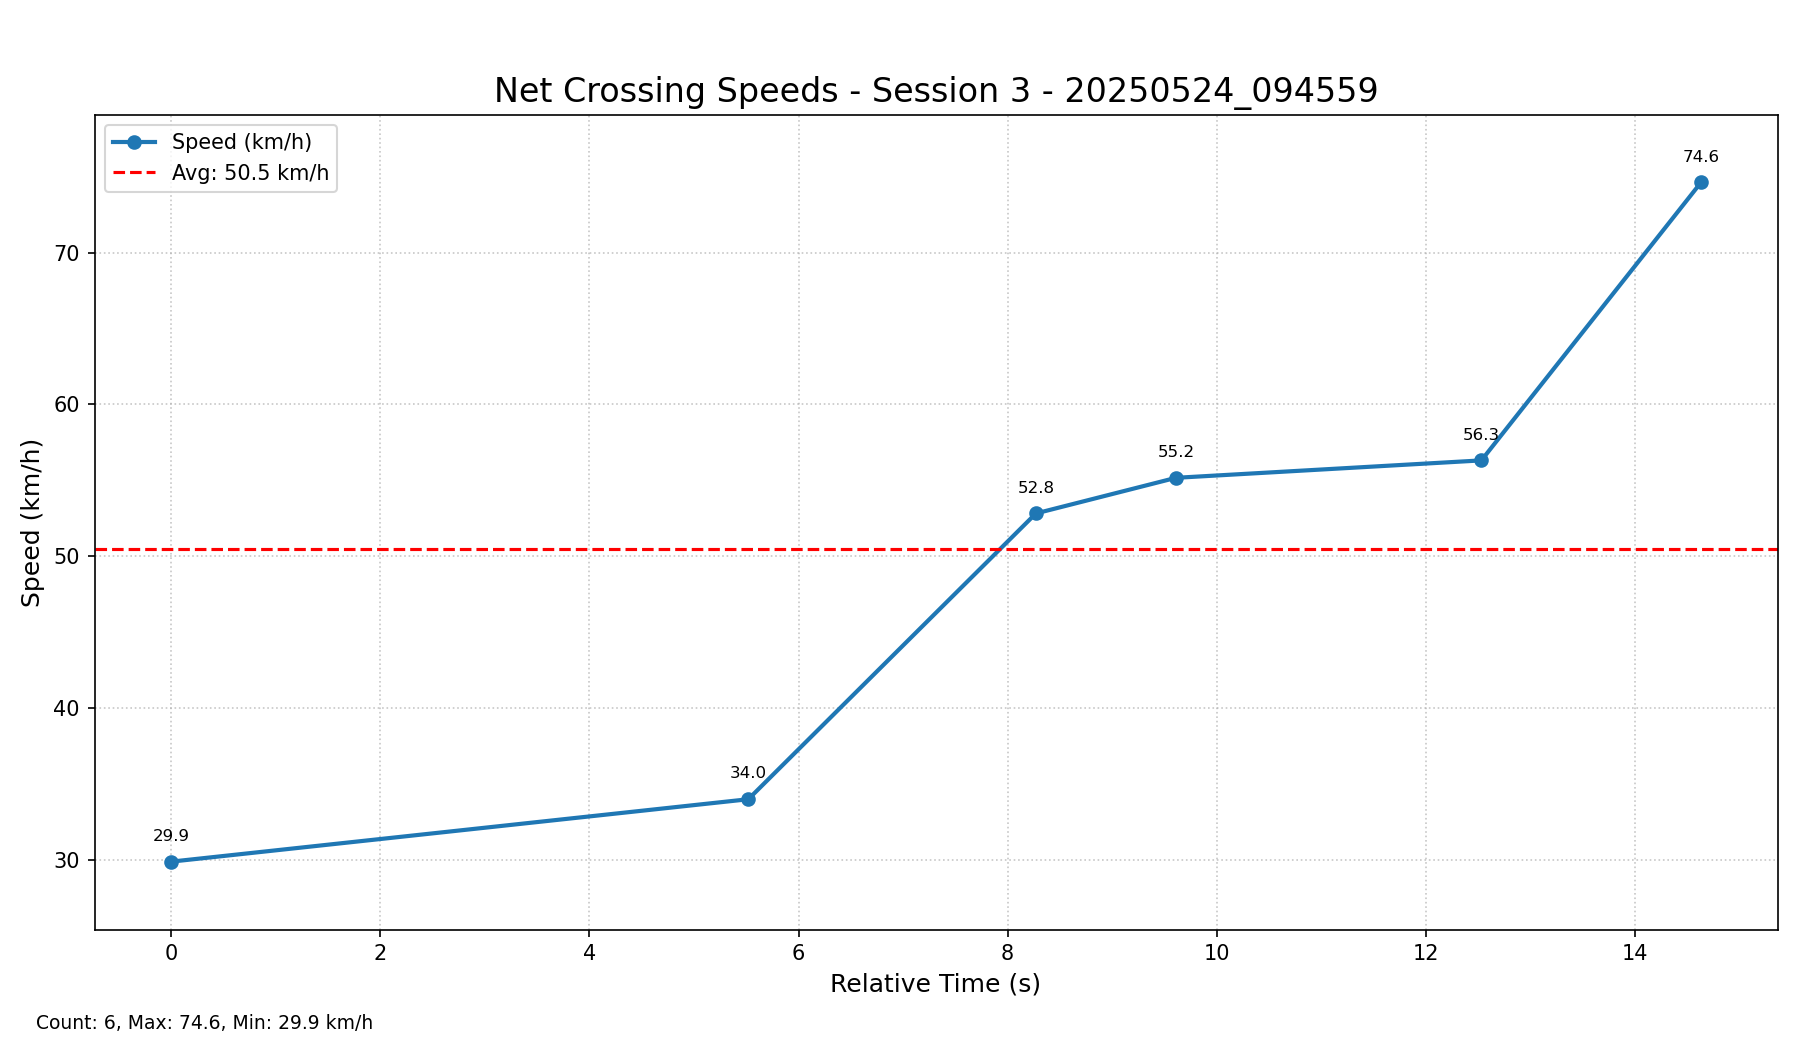 Net Crossing Speeds - Session 3 - 20250524_094559
Speed (km/h)
Avg: 50.5 km/h
74.6
70
60
56.3
55.2
52.8
50
40
34.0
29.9
30
Speed (km/h)
0 2 4 6 8 10 12 14
Relative Time (s)
Count: 6, Max: 74.6, Min: 29.9 km/h